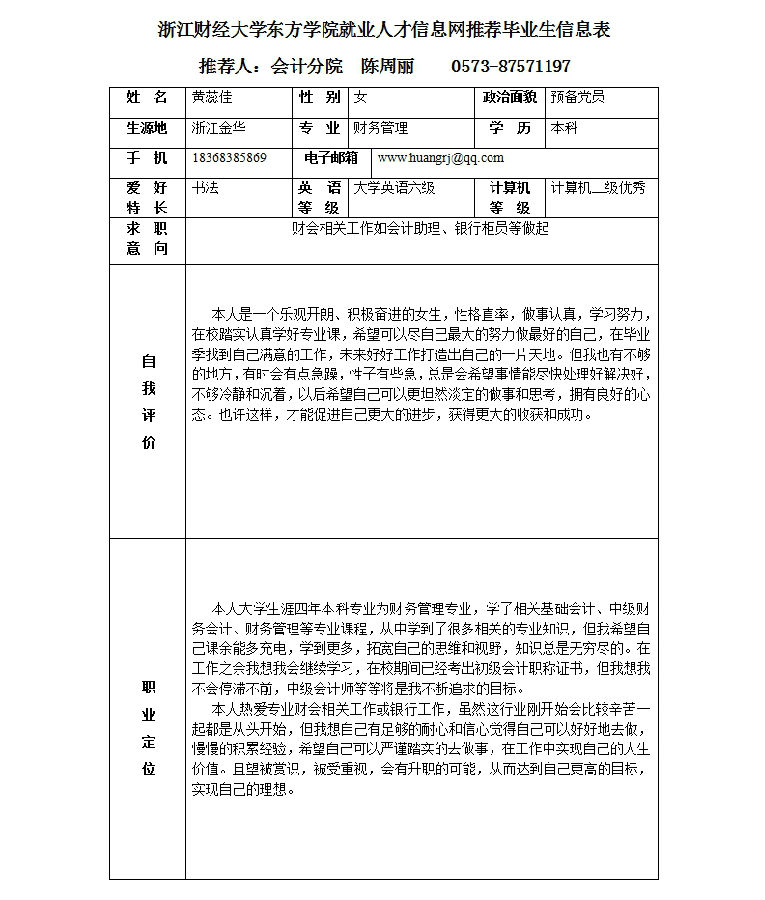 浙江财经大学东方学院就业人才信息网推荐毕业生信息表
推荐人：会计分院 陈周丽 0573-87571197
姓 名 黄蕊佳 性 别 女 政治面貌 预备党员
生源地 浙江金华 专 业 财务管理 学 历 本科
手 机 18368385869 电子邮箱 www.huangrj@qq.com
爱 好 书法 英 语 大学英语六级 计算机 计算机二级优秀
特 长 等 级 等 级
求 职 财会相关工作如会计助理、银行柜员等做起
意 向
自我评价
本人是一个乐观开朗、积极奋进的女生，性格直率，做事认真，学习努力，
在校踏实认真学好专业课，希望可以尽自己最大的努力做最好的自己，在毕业
季找到自己满意的工作，未来好好工作打造出自己的一片天地。但我也有不够
的地方，有时会有点急躁，性子有些急，总是会希望事情能尽快处理好解决好，
不够冷静和沉着，以后希望自己可以更坦然淡定的做事和思考，拥有良好的心
态。也许这样，才能促进自己更大的进步，获得更大的收获和成功。
职业定位
本人大学生涯四年本科专业为财务管理专业，学了相关基础会计、中级财
务会计、财务管理等专业课程，从中学到了很多相关的专业知识，但我希望自
己课余能多充电，学到更多，拓宽自己的思维和视野，知识总是无穷尽的。在
工作之余我想我会继续学习，在校期间已经考出初级会计职称证书，但我想我
不会停滞不前，中级会计师等等将是我不断追求的目标。
本人热爱专业财会相关工作或银行工作，虽然这行业刚开始会比较辛苦一
起都是从头开始，但我想自己有足够的耐心和信心觉得自己可以好好地去做，
慢慢的积累经验，希望自己可以严谨踏实的去做事，在工作中实现自己的人生
价值。且望被赏识，被受重视，会有升职的可能，从而达到自己更高的目标，
实现自己的理想。